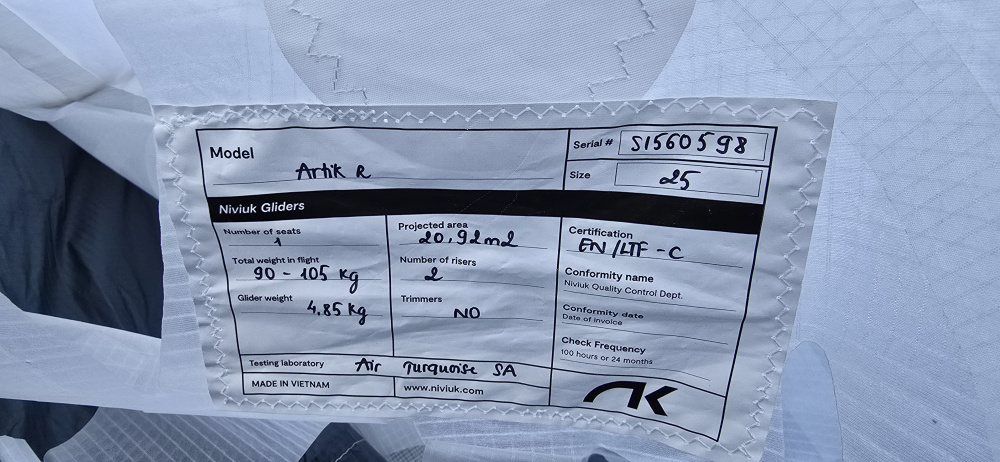 Model Artik R
Serial # S1560598
Size 25
Niviuk Gliders
Number of seats
1
Total weight in flight
90 - 105 Kg
Glider weight
4,85 Kg
Projected area
20,92m2
Number of risers
2
Trimmers
NO
Certification
EN/LTF - C
Conformity name
Niviuk Quality Control Dept.
Conformity date
Date of invoice
Check Frequency
100 hours or 24 months
Testing laboratory Air Turquoise SA
MADE IN VIETNAM
www.niviuk.com